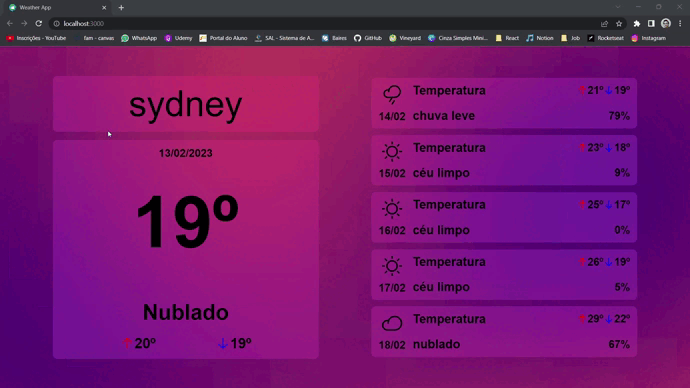 Weather App
localhost:3000
Inscrições - YouTube
fam - canvas
WhatsApp
Udemy
Portal do Aluno
SAL - Sistema de A...
Baires
GitHub
Vineyard
Cinza Simples Mini...
React
Notion
Job
Rocketseat
Instagram
sydney
13/02/2023
19º
Nublado
↑20º ↓19º
Temperatura ↑21º↓19º
14/02 chuva leve 79%
Temperatura ↑23º↓18º
15/02 céu limpo 9%
Temperatura ↑25º↓17º
16/02 céu limpo 0%
Temperatura ↑26º↓19º
17/02 céu limpo 5%
Temperatura ↑29º↓22º
18/02 nublado 67%